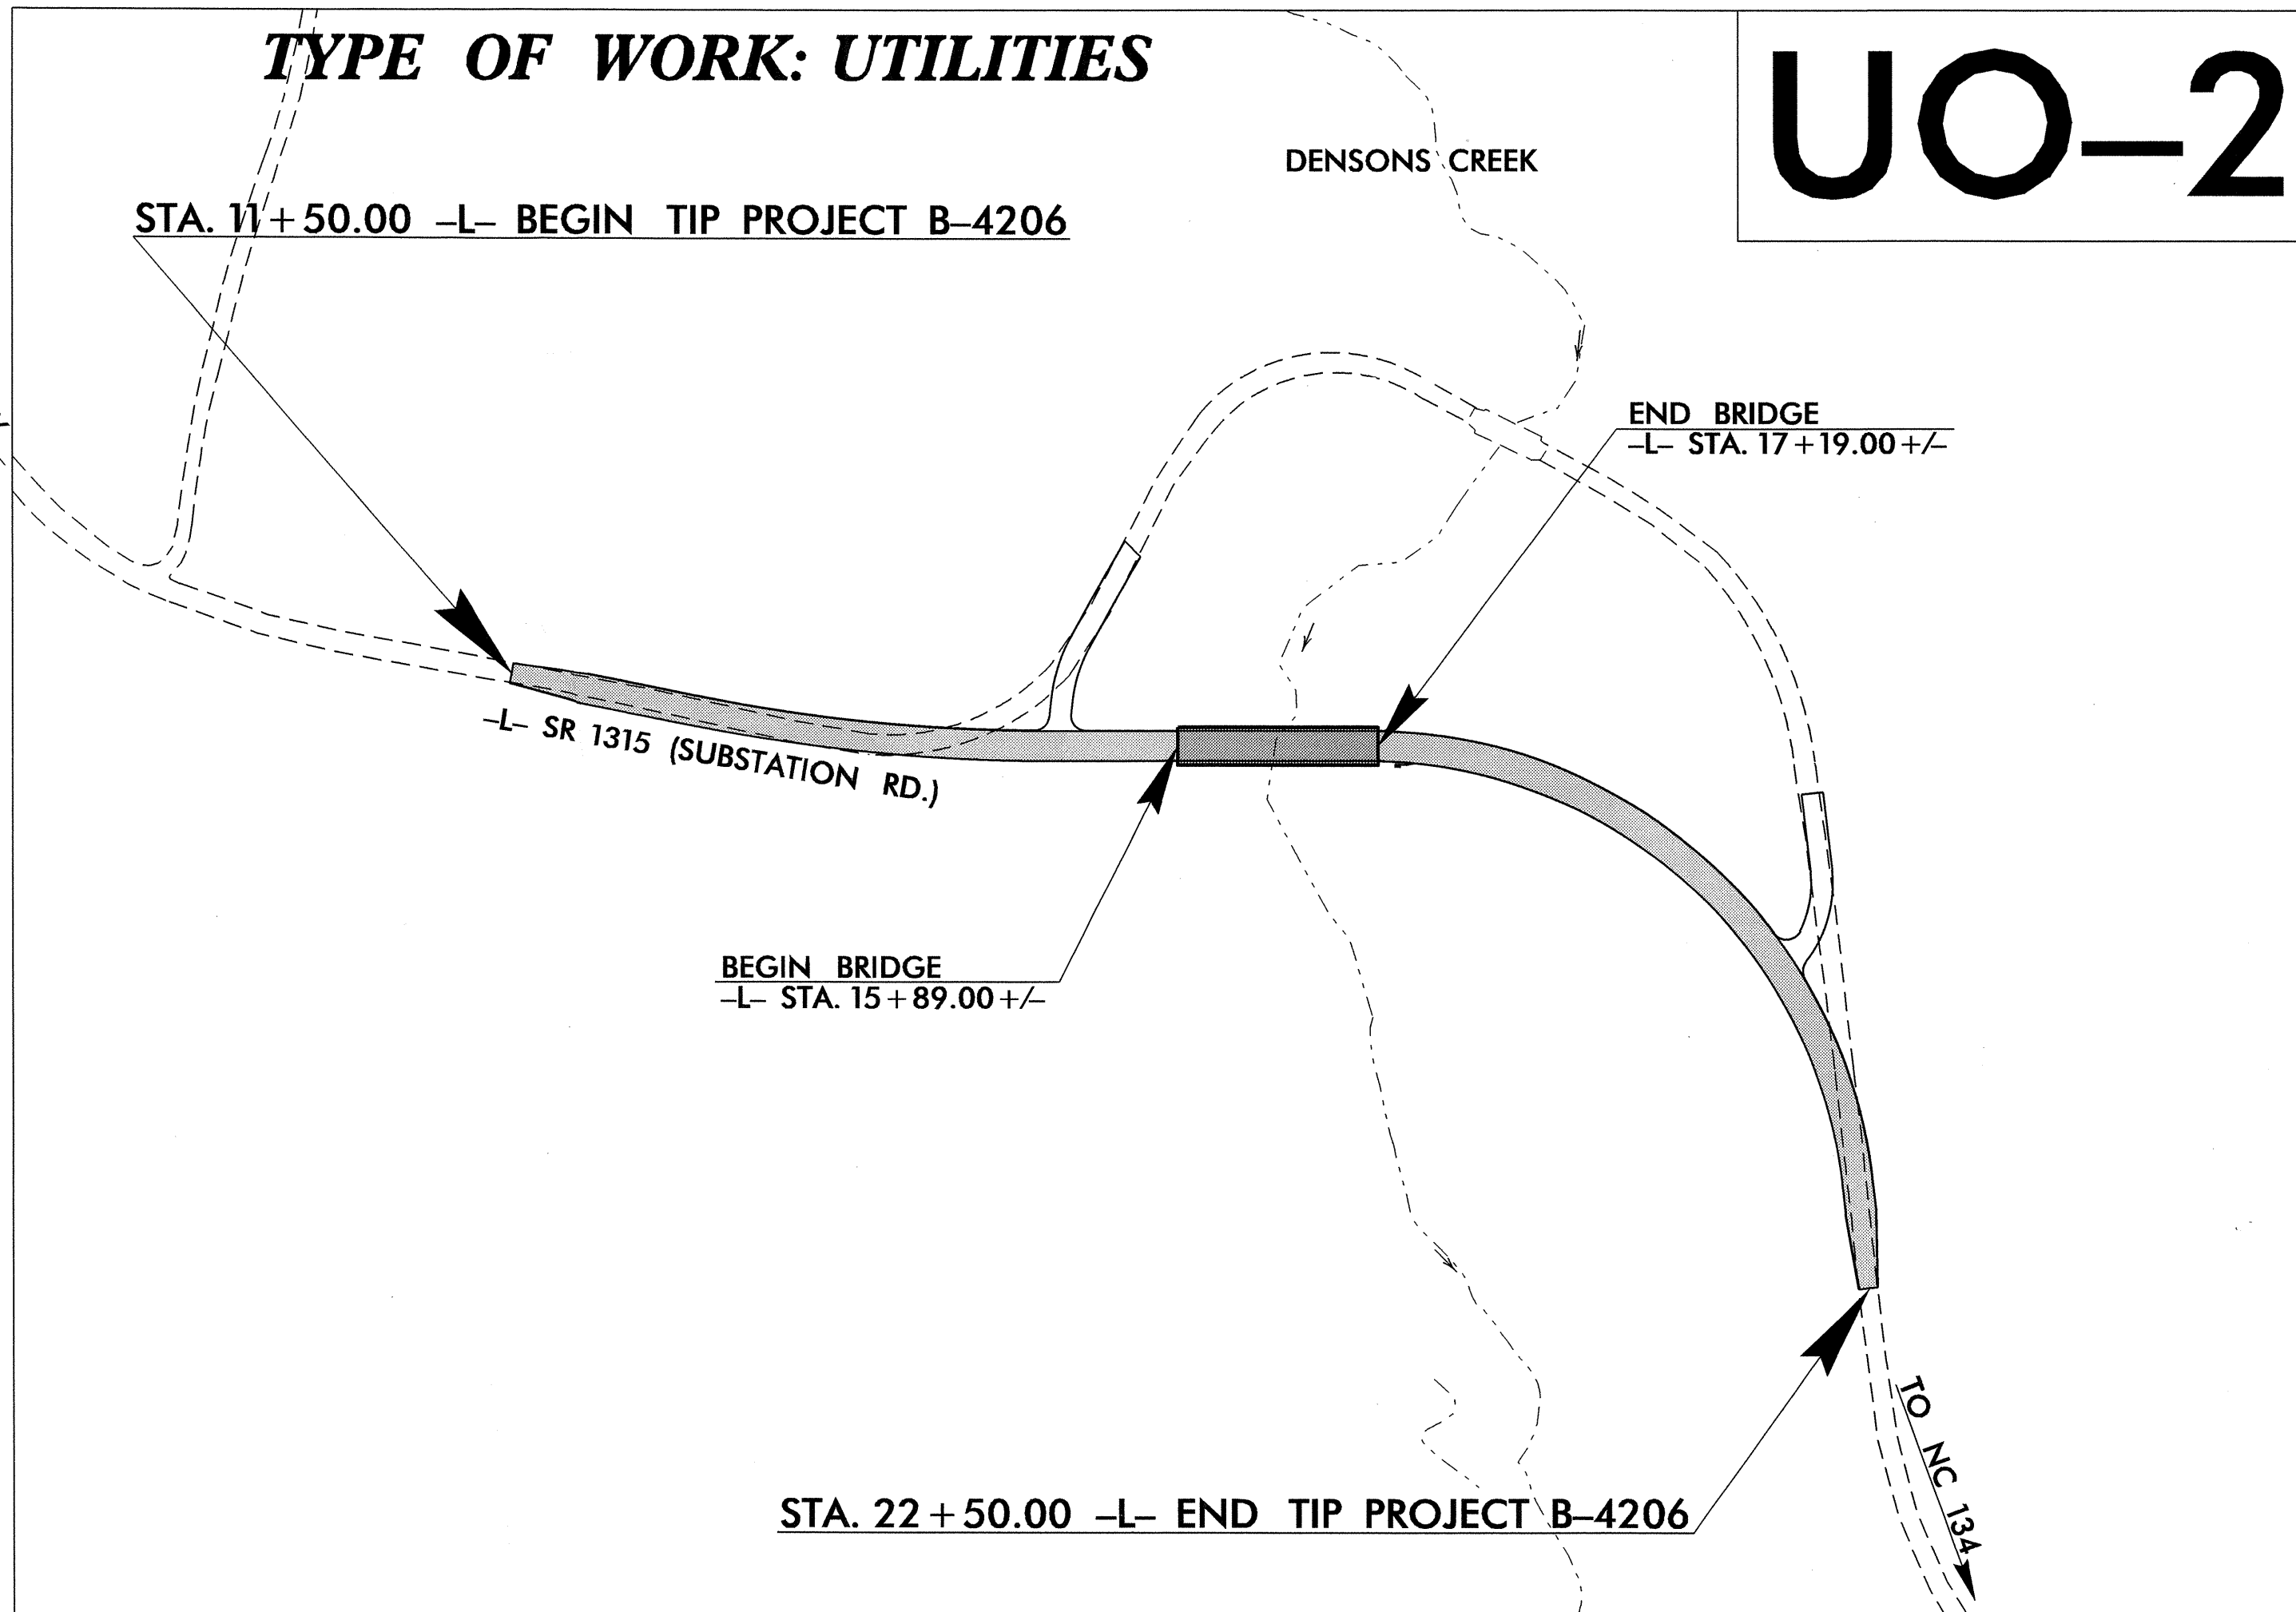 TYPE OF WORK: UTILITIES
UO–2
DENSONS CREEK
STA. 11+50.00 –L– BEGIN TIP PROJECT B–4206
END BRIDGE
–L– STA. 17+19.00 +/–
–L– SR 1315 (SUBSTATION RD.)
BEGIN BRIDGE
–L– STA. 15+89.00 +/–
TO NC 134
STA. 22+50.00 –L– END TIP PROJECT B–4206